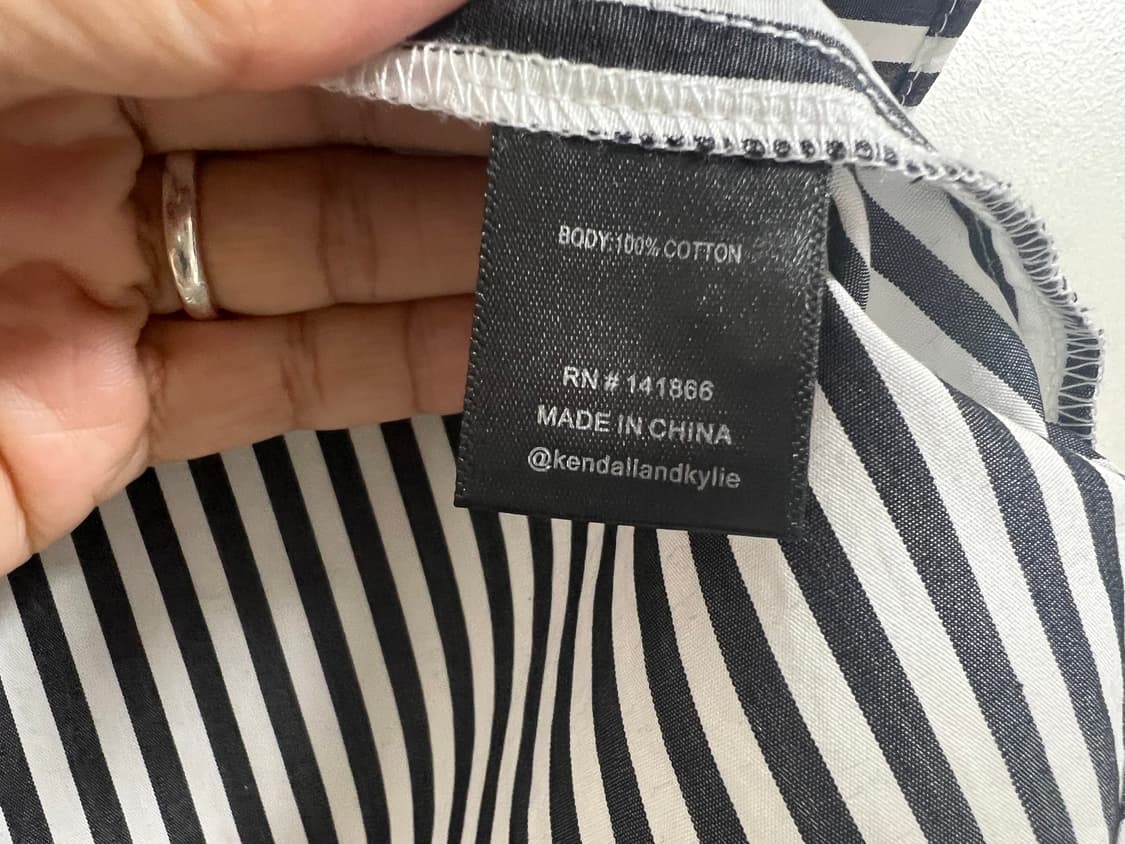 BODY:100% COTTON
RN # 141866
MADE IN CHINA
@kendallandkylie